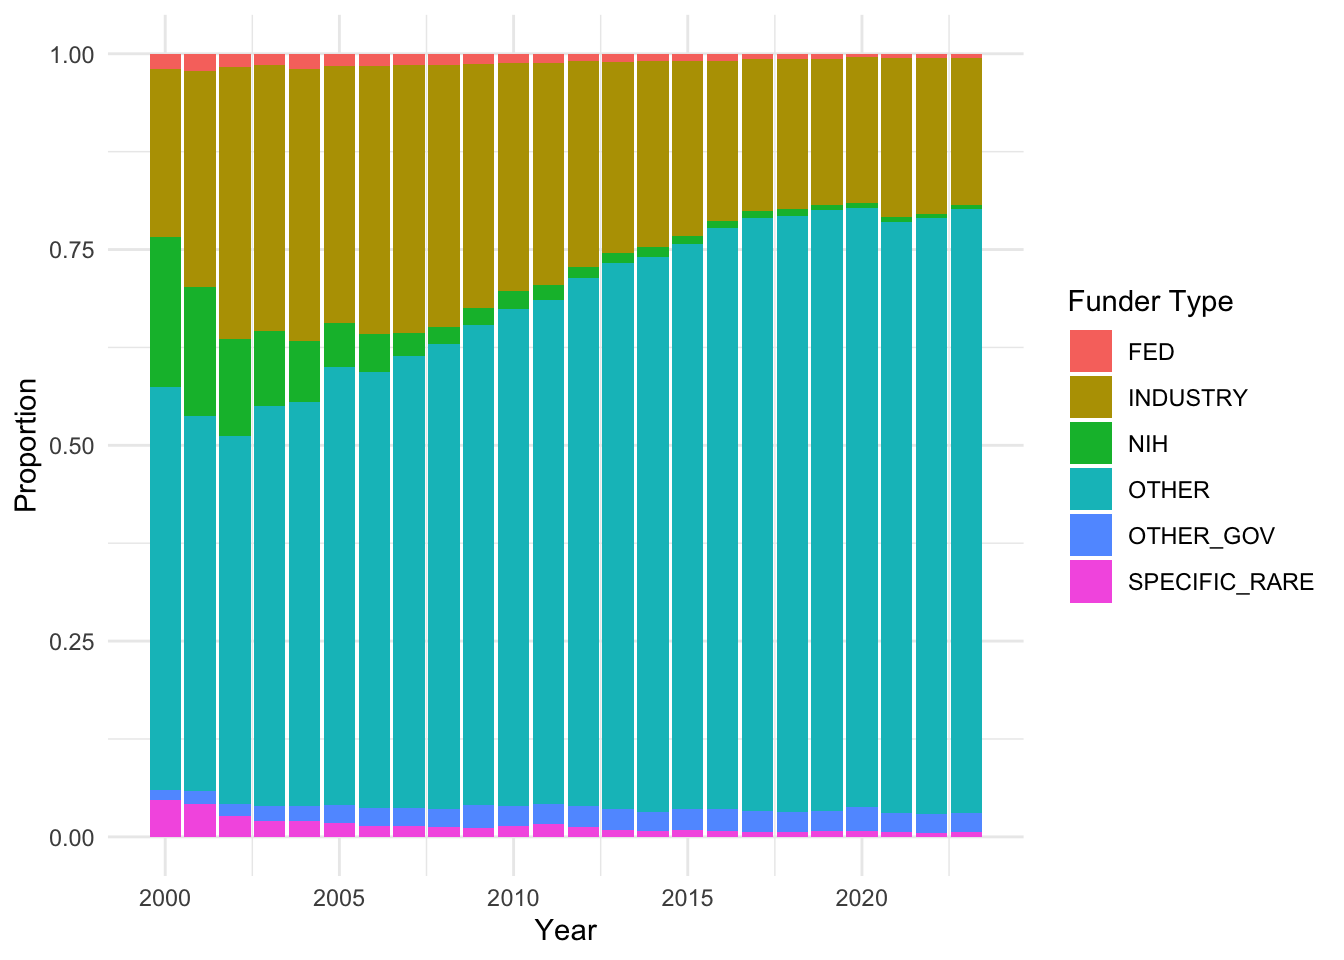 1.00
0.75
0.50
0.25
0.00
Proportion
2000 2005 2010 2015 2020
Year
Funder Type
FED
INDUSTRY
NIH
OTHER
OTHER_GOV
SPECIFIC_RARE